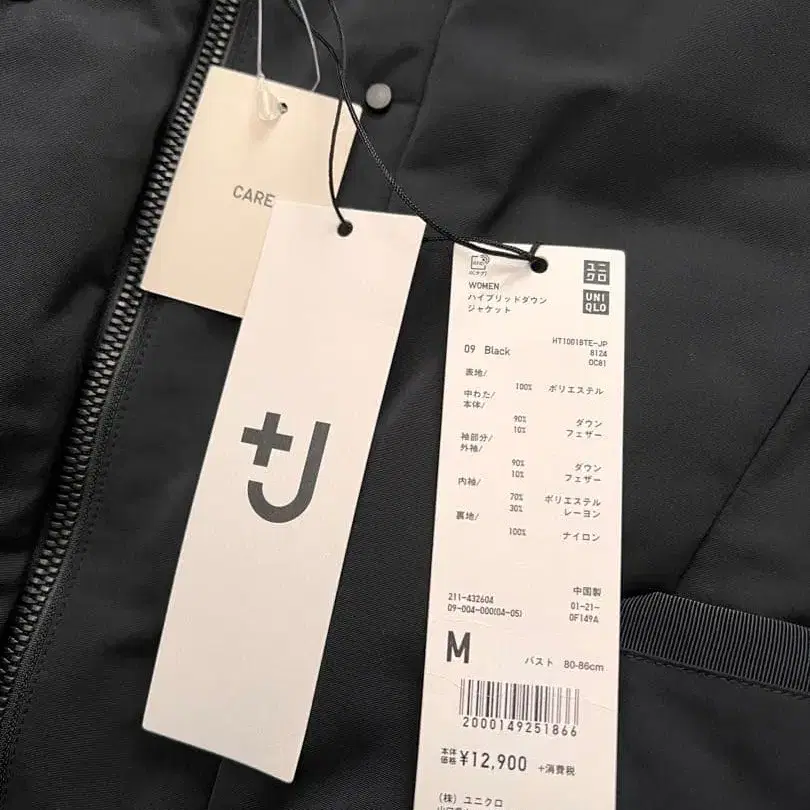 CARE
+J
WOMEN
ハイブリッドダウン
ジャケット
ユニ
クロ
UNI
QLO
09 Black
HT1001BTE-JP
8124
OC81
表地/
100% ポリエステル
中わた/
本体/
90% ダウン
10% フェザー
袖部分/
外袖/
90% ダウン
10% フェザー
内袖/
70% ポリエステル
30% レーヨン
裏地/
100% ナイロン
211-432604
09-004-000(04-05)
中国製
01-21-
0F149A
M バスト 80-86cm
2000149251866
本体
価格 ¥12,900 +消費税
(株) ユニクロ